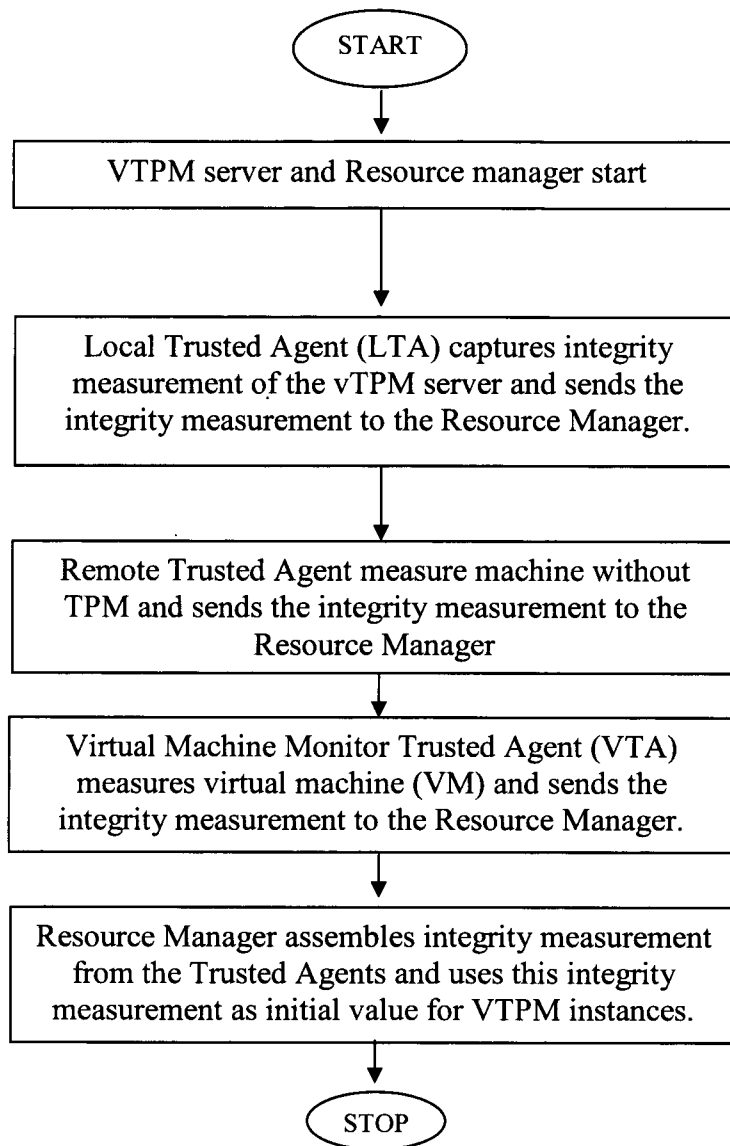 START
VTPM server and Resource manager start
Local Trusted Agent (LTA) captures integrity
measurement of the vTPM server and sends the
integrity measurement to the Resource Manager.
Remote Trusted Agent measure machine without
TPM and sends the integrity measurement to the
Resource Manager
Virtual Machine Monitor Trusted Agent (VTA)
measures virtual machine (VM) and sends the
integrity measurement to the Resource Manager.
Resource Manager assembles integrity measurement
from the Trusted Agents and uses this integrity
measurement as initial value for VTPM instances.
STOP